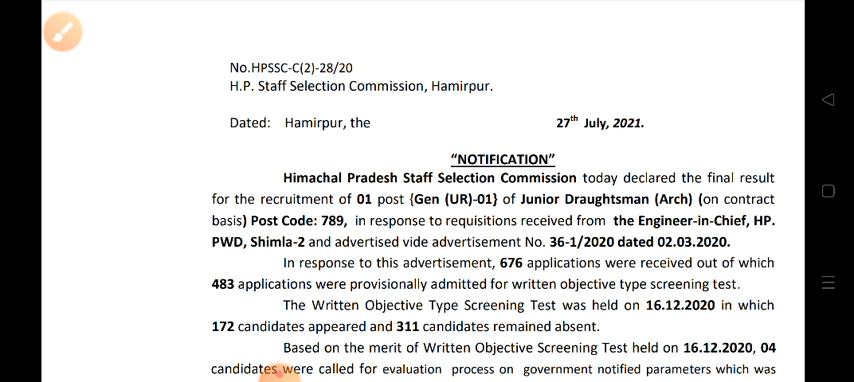 No.HPSSC-C(2)-28/20
H.P. Staff Selection Commission, Hamirpur.
Dated: Hamirpur, the 27th July, 2021.
“NOTIFICATION”
Himachal Pradesh Staff Selection Commission today declared the final result
for the recruitment of 01 post {Gen (UR)-01} of Junior Draughtsman (Arch) (on contract
basis) Post Code: 789, in response to requisitions received from the Engineer-in-Chief, HP.
PWD, Shimla-2 and advertised vide advertisement No. 36-1/2020 dated 02.03.2020.
In response to this advertisement, 676 applications were received out of which
483 applications were provisionally admitted for written objective type screening test.
The Written Objective Type Screening Test was held on 16.12.2020 in which
172 candidates appeared and 311 candidates remained absent.
Based on the merit of Written Objective Screening Test held on 16.12.2020, 04
candidates were called for evaluation process on government notified parameters which was